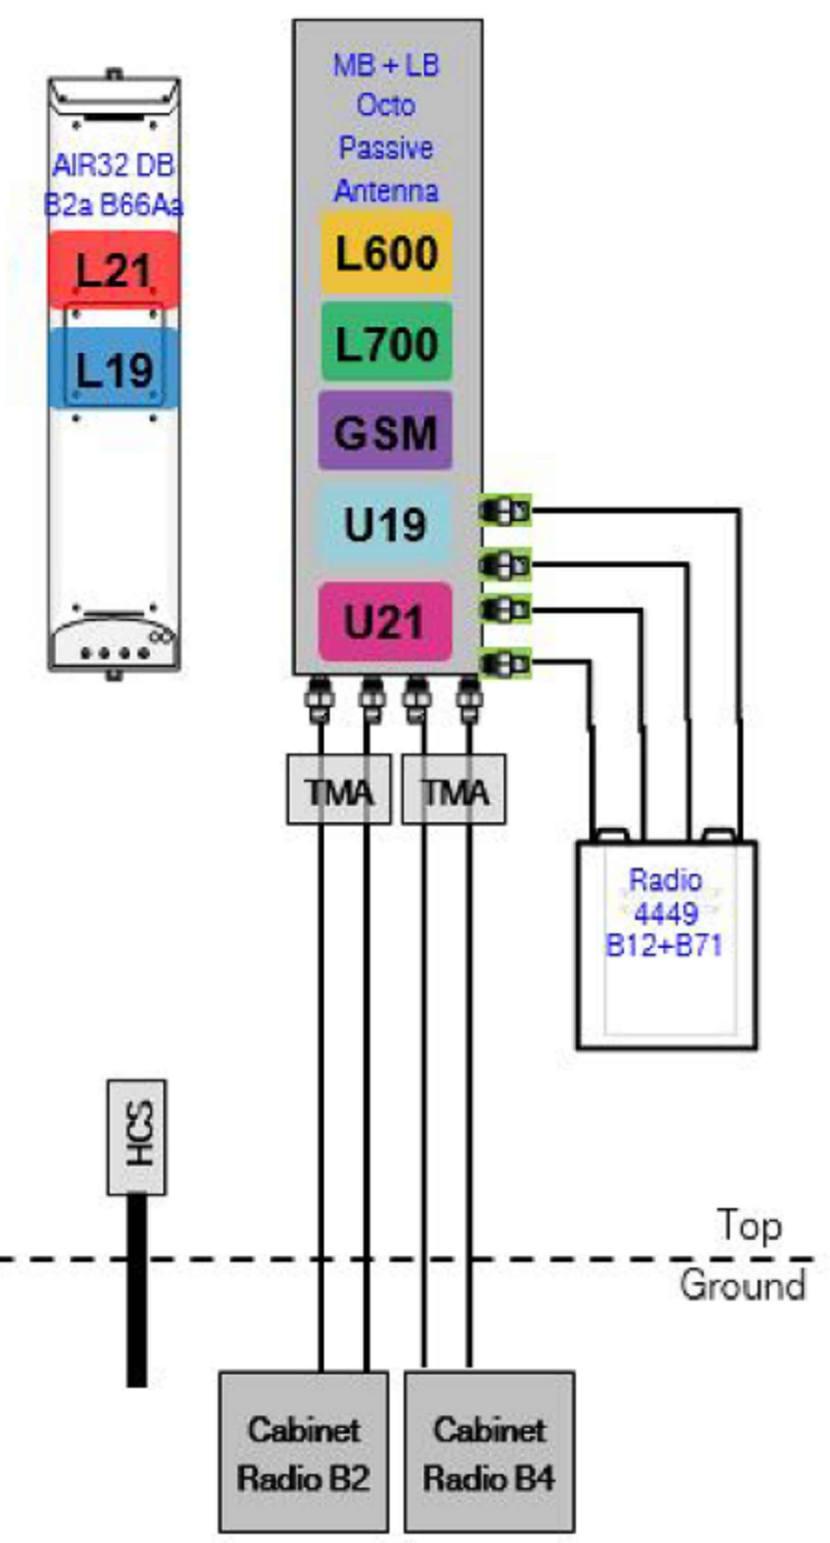 AIR32 DB
B2a B66Aa
L21
L19
MB + LB
Octo
Passive
Antenna
L600
L700
GSM
U19
U21
TMA
TMA
Radio
4449
B12+B71
HCS
Top
Ground
Cabinet
Radio B2
Cabinet
Radio B4